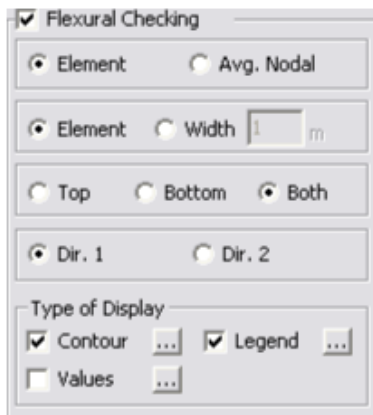 Flexural Checking
Element Avg. Nodal
Element Width 1 m
Top Bottom Both
Dir. 1 Dir. 2
Type of Display
Contour ... Legend ...
Values ...